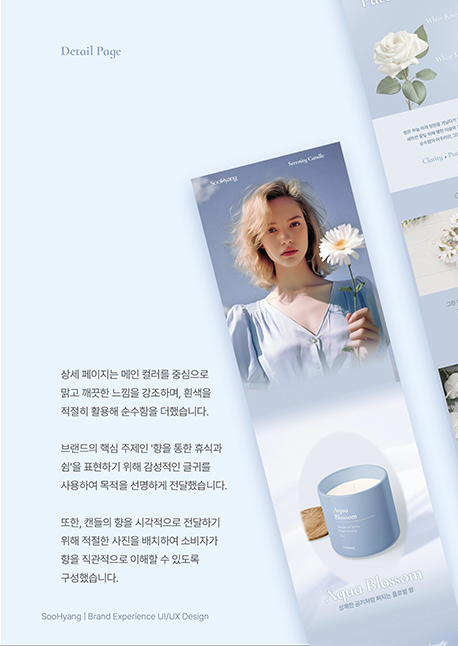 Detail Page
SooHyang
Serening Candle
상세 페이지는 메인 컬러를 중심으로
맑고 깨끗한 느낌을 강조하며, 흰색을
적절히 활용해 순수함을 더했습니다.
브랜드의 핵심 주제인 '향을 통한 휴식과
쉼'을 표현하기 위해 감성적인 글귀를
사용하여 목적을 선명하게 전달했습니다.
또한, 캔들의 향을 시각적으로 전달하기
위해 적절한 사진을 배치하여 소비자가
향을 직관적으로 이해할 수 있도록
구성했습니다.
Aqua
Blossom
Aqua Blossom
상쾌한 공기처럼 퍼지는 플로럴 향
White
White
Clarity
SooHyang | Brand Experience UI/UX Design